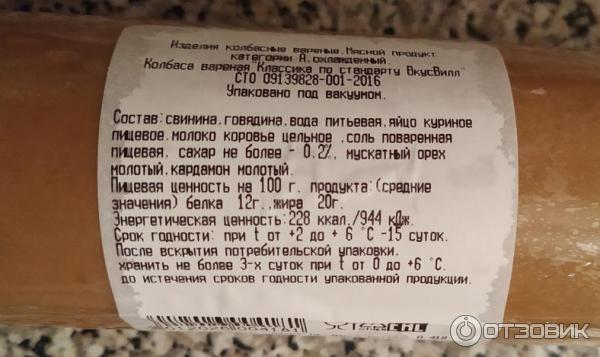 Изделия колбасные вареные. Мясной продукт
категории А, охлажденный.
Колбаса вареная "Классика по стандарту ВкусВилл"
СТО 09139828-001-2016
Упаковано под вакуумом.
Состав:свинина,говядина,вода питьевая,яйцо куриное
пищевое,молоко коровье цельное ,соль поваренная
пищевая, сахар не более - 0.2%, мускатный орех
молотый,кардамон молотый.
Пищевая ценность на 100 г. продукта:(средние
значения) белка 12г.,жира 20г.
Энергетическая ценность:228 ккал./944 кДж.
Срок годности: при t от +2 до + 6 °С -15 суток.
После вскрытия потребительской упаковки,
хранить не более 3-х суток при t от 0 до +6 °С.
до истечения сроков годности упакованной продукции.
EAC
ОТЗОВИК